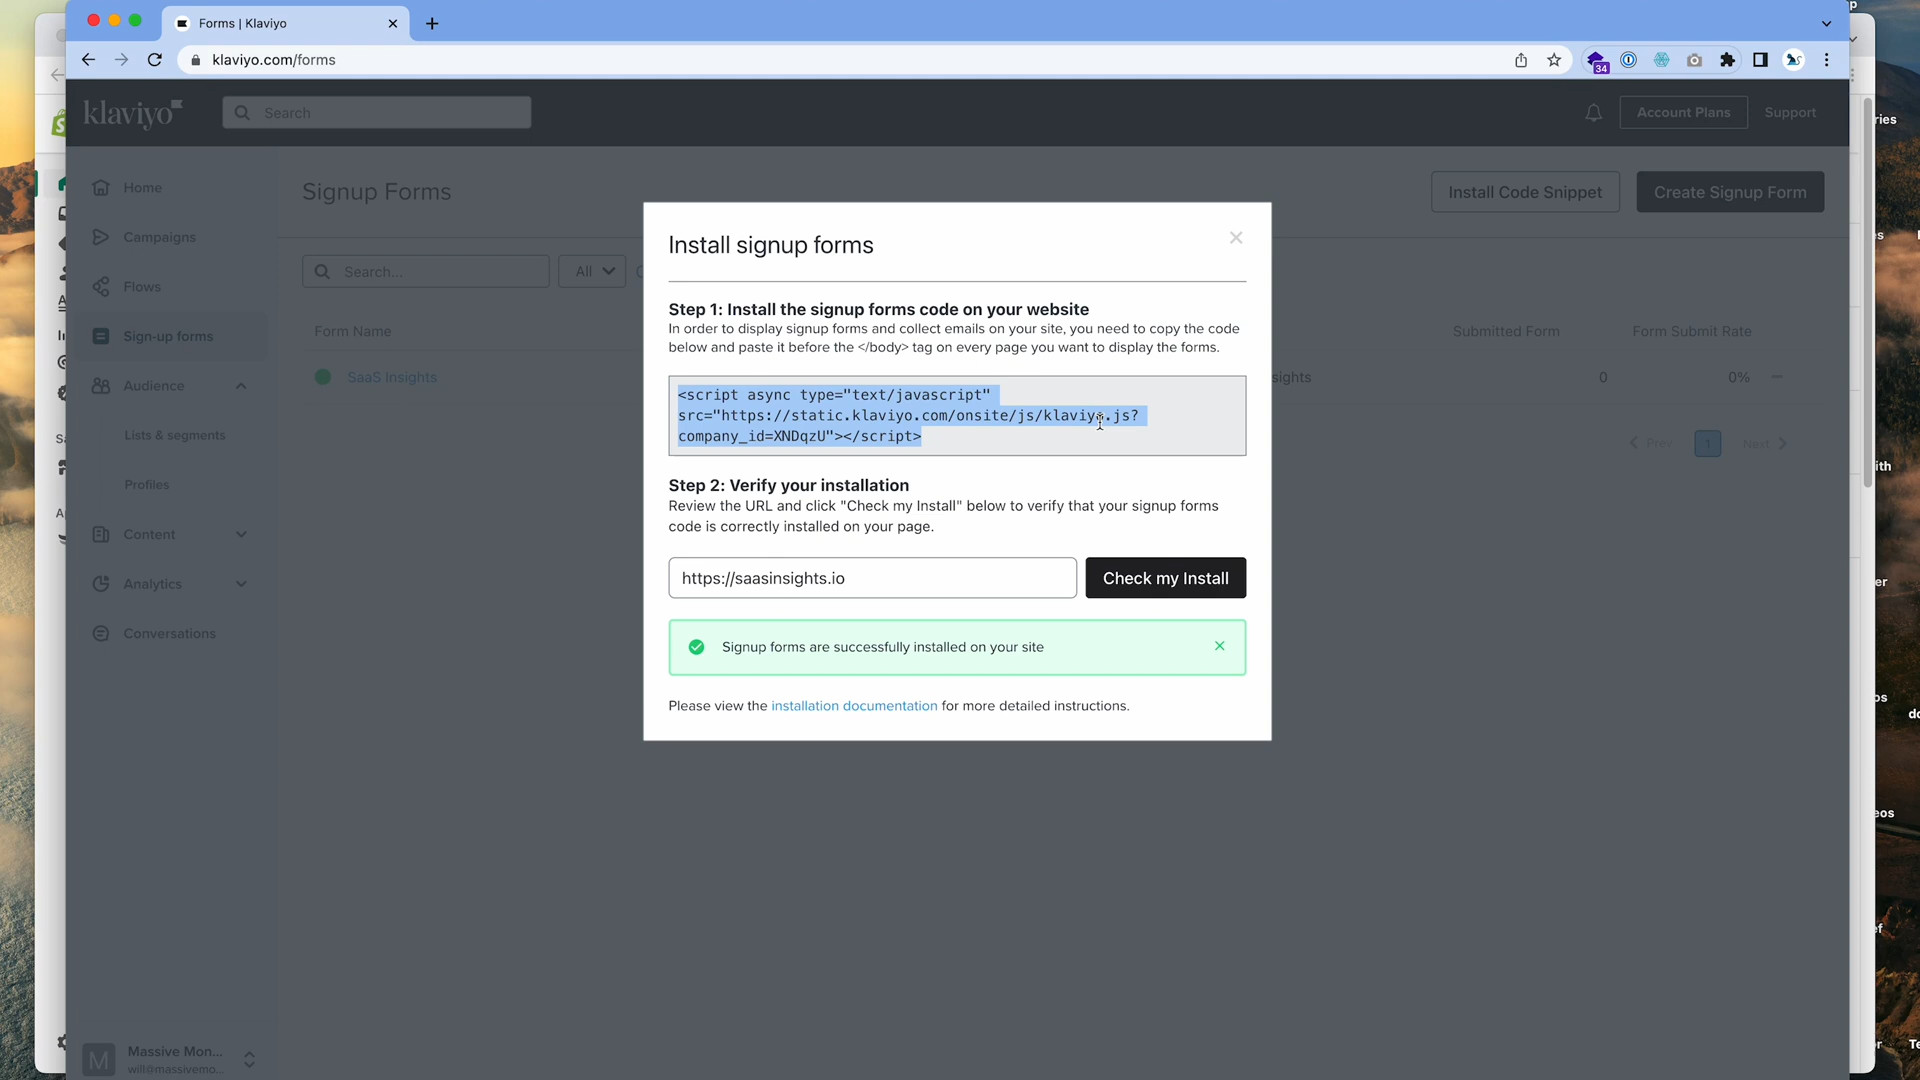 Forms | Klaviyo
klaviyo.com/forms
34
klaviyo
Search
Account Plans
Support
Home
Campaigns
Flows
Sign-up forms
Audience
Lists & segments
Profiles
Content
Analytics
Conversations
Massive Mon...
will@massivemo...
M
Signup Forms
Install Code Snippet
Create Signup Form
Search...
All
Form Name
Submitted Form
Form Submit Rate
SaaS Insights
sights
0
0%
Prev
1
Next
Install signup forms
Step 1: Install the signup forms code on your website
In order to display signup forms and collect emails on your site, you need to copy the code
below and paste it before the </body> tag on every page you want to display the forms.
<script async type="text/javascript"
src="https://static.klaviyo.com/onsite/js/klaviyo.js?
company_id=XNDqzU"></script>
Step 2: Verify your installation
Review the URL and click "Check my Install" below to verify that your signup forms
code is correctly installed on your page.
https://saasinsights.io
Check my Install
Signup forms are successfully installed on your site
Please view the installation documentation for more detailed instructions.